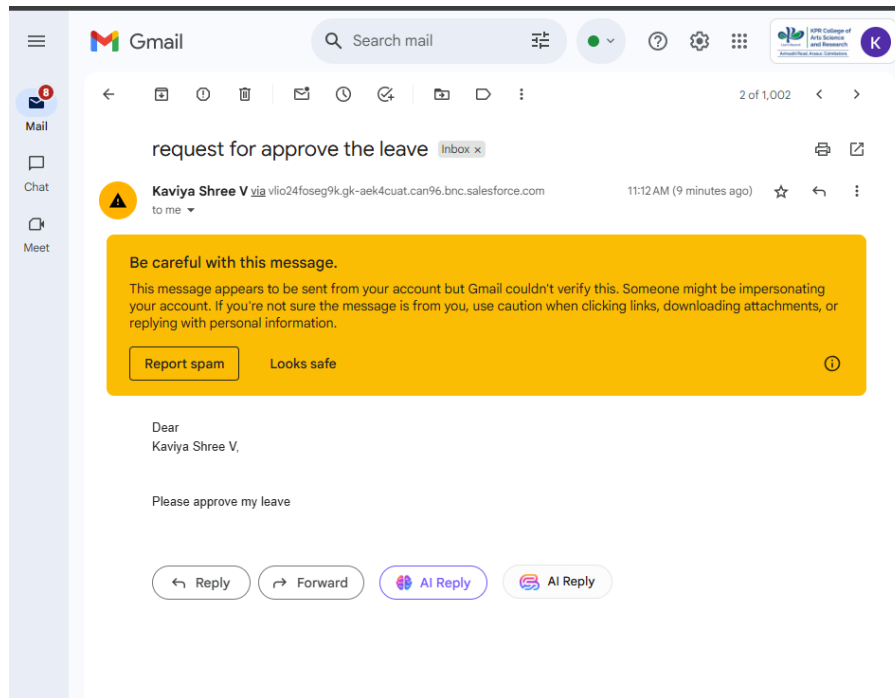 Gmail
Search mail
KPR College of
Arts Science
and Research
K
8
Mail
Chat
Meet
2 of 1,002
request for approve the leave Inbox ×
Kaviya Shree V via vlio24foseg9k.gk-aek4cuat.can96.bnc.salesforce.com 11:12 AM (9 minutes ago)
to me
Be careful with this message.
This message appears to be sent from your account but Gmail couldn't verify this. Someone might be impersonating
your account. If you're not sure the message is from you, use caution when clicking links, downloading attachments, or
replying with personal information.
Report spam Looks safe
Dear
Kaviya Shree V,
Please approve my leave
Reply Forward AI Reply AI Reply